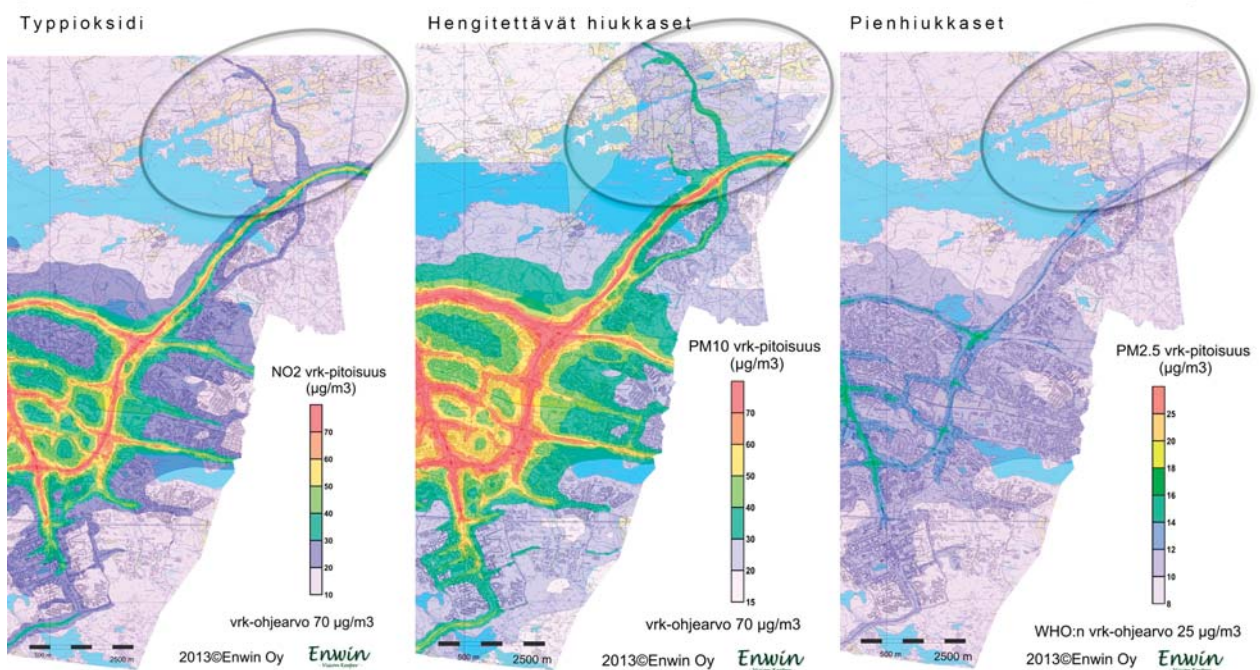 Typpioksidi
NO2 vrk-pitoisuus
(µg/m3)
70
60
50
40
30
20
10
vrk-ohjearvo 70 µg/m3
500 m
2500 m
2013©Enwin Oy
Enwin
Hengitettävät hiukkaset
PM10 vrk-pitoisuus
(µg/m3)
70
60
50
40
30
20
15
vrk-ohjearvo 70 µg/m3
500 m
2500 m
2013©Enwin Oy
Enwin
Pienhiukkaset
PM2.5 vrk-pitoisuus
(µg/m3)
25
20
18
16
14
12
10
8
WHO:n vrk-ohjearvo 25 µg/m3
500 m
2500 m
2013©Enwin Oy
Enwin